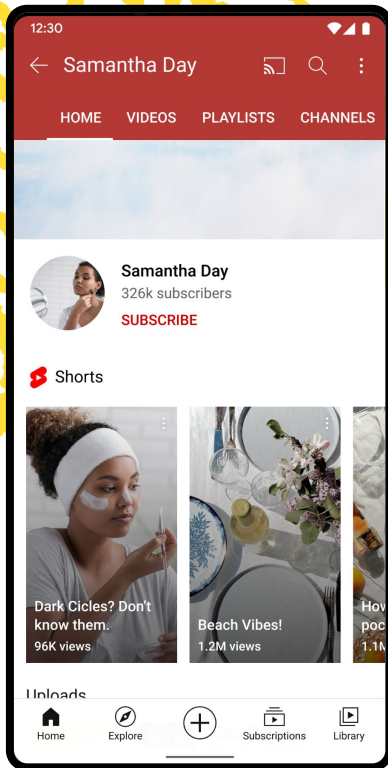 12:30
Samantha Day
HOME VIDEOS PLAYLISTS CHANNELS
Samantha Day
326k subscribers
SUBSCRIBE
Shorts
Dark Cicles? Don't
know them.
96K views
Beach Vibes!
1.2M views
Uploads
Home Explore Subscriptions Library